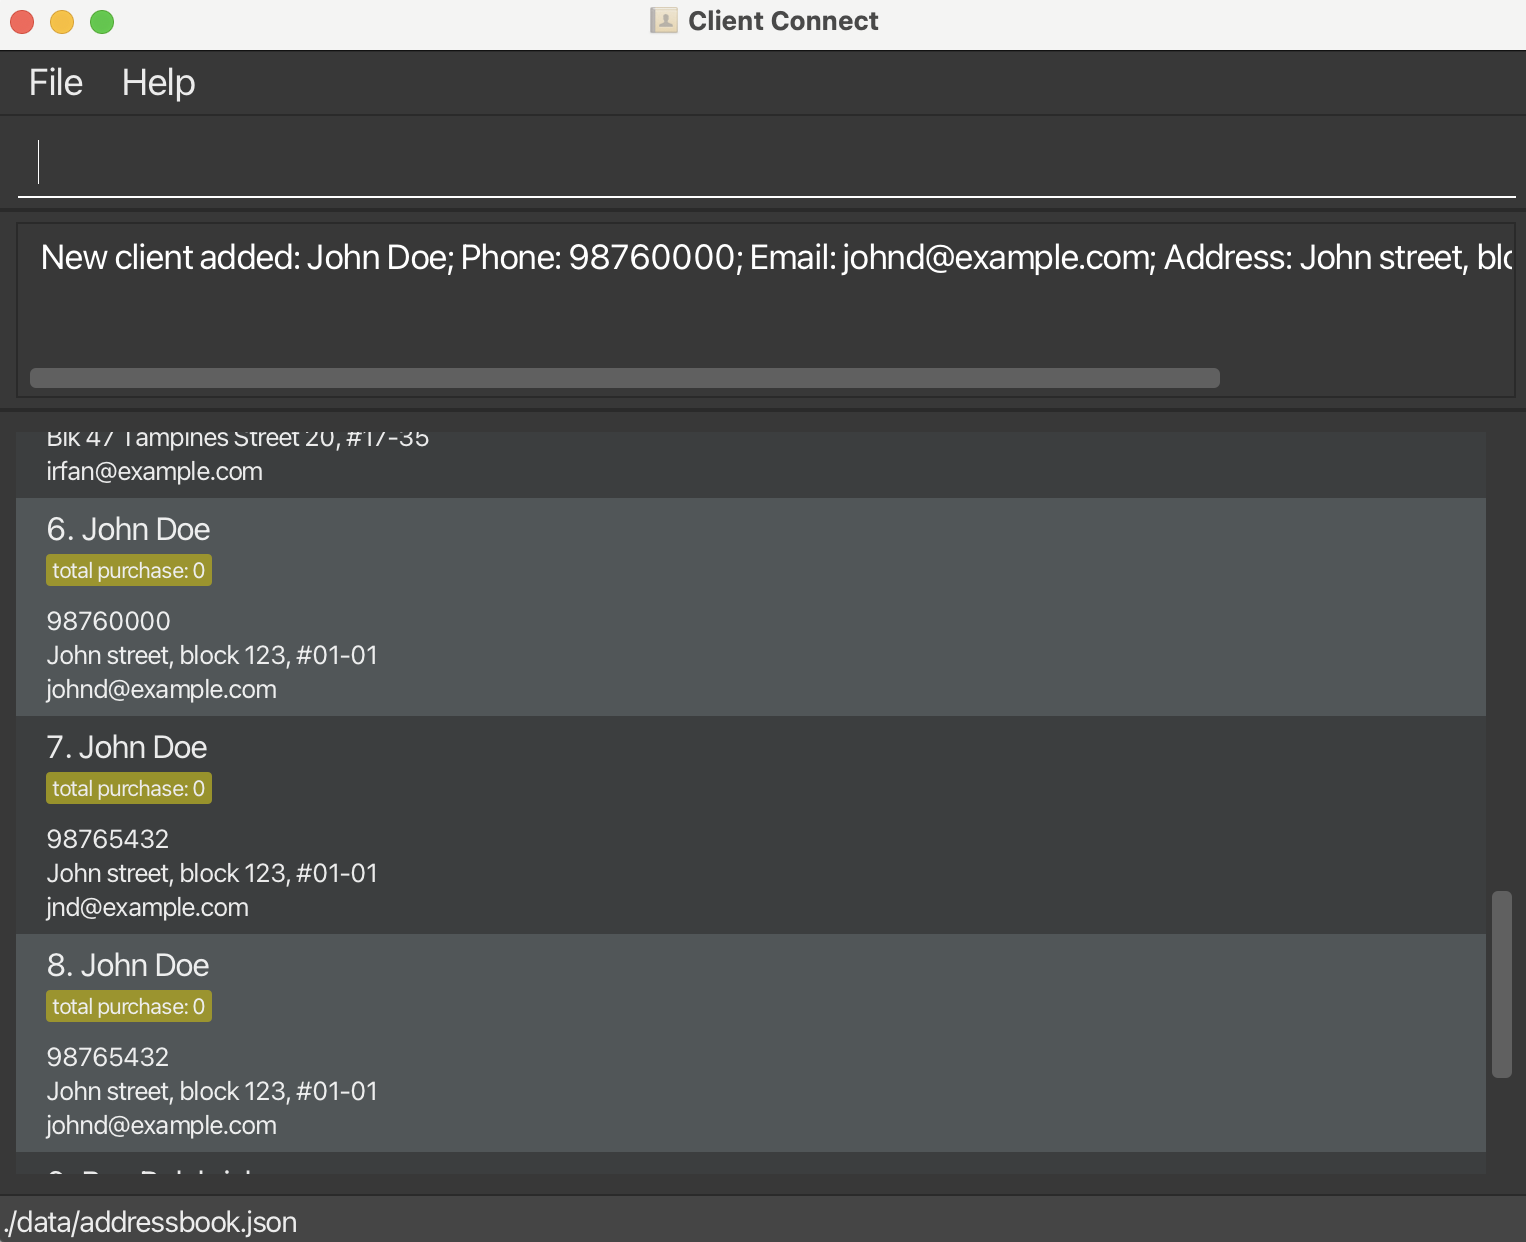 Client Connect
File Help
New client added: John Doe; Phone: 98760000; Email: johnd@example.com; Address: John street,
Blk 47 Tampines Street 20, #17-35
irfan@example.com
6. John Doe
total purchase: 0
98760000
John street, block 123, #01-01
johnd@example.com
7. John Doe
total purchase: 0
98765432
John street, block 123, #01-01
jnd@example.com
8. John Doe
total purchase: 0
98765432
John street, block 123, #01-01
johnd@example.com
./data/addressbook.json